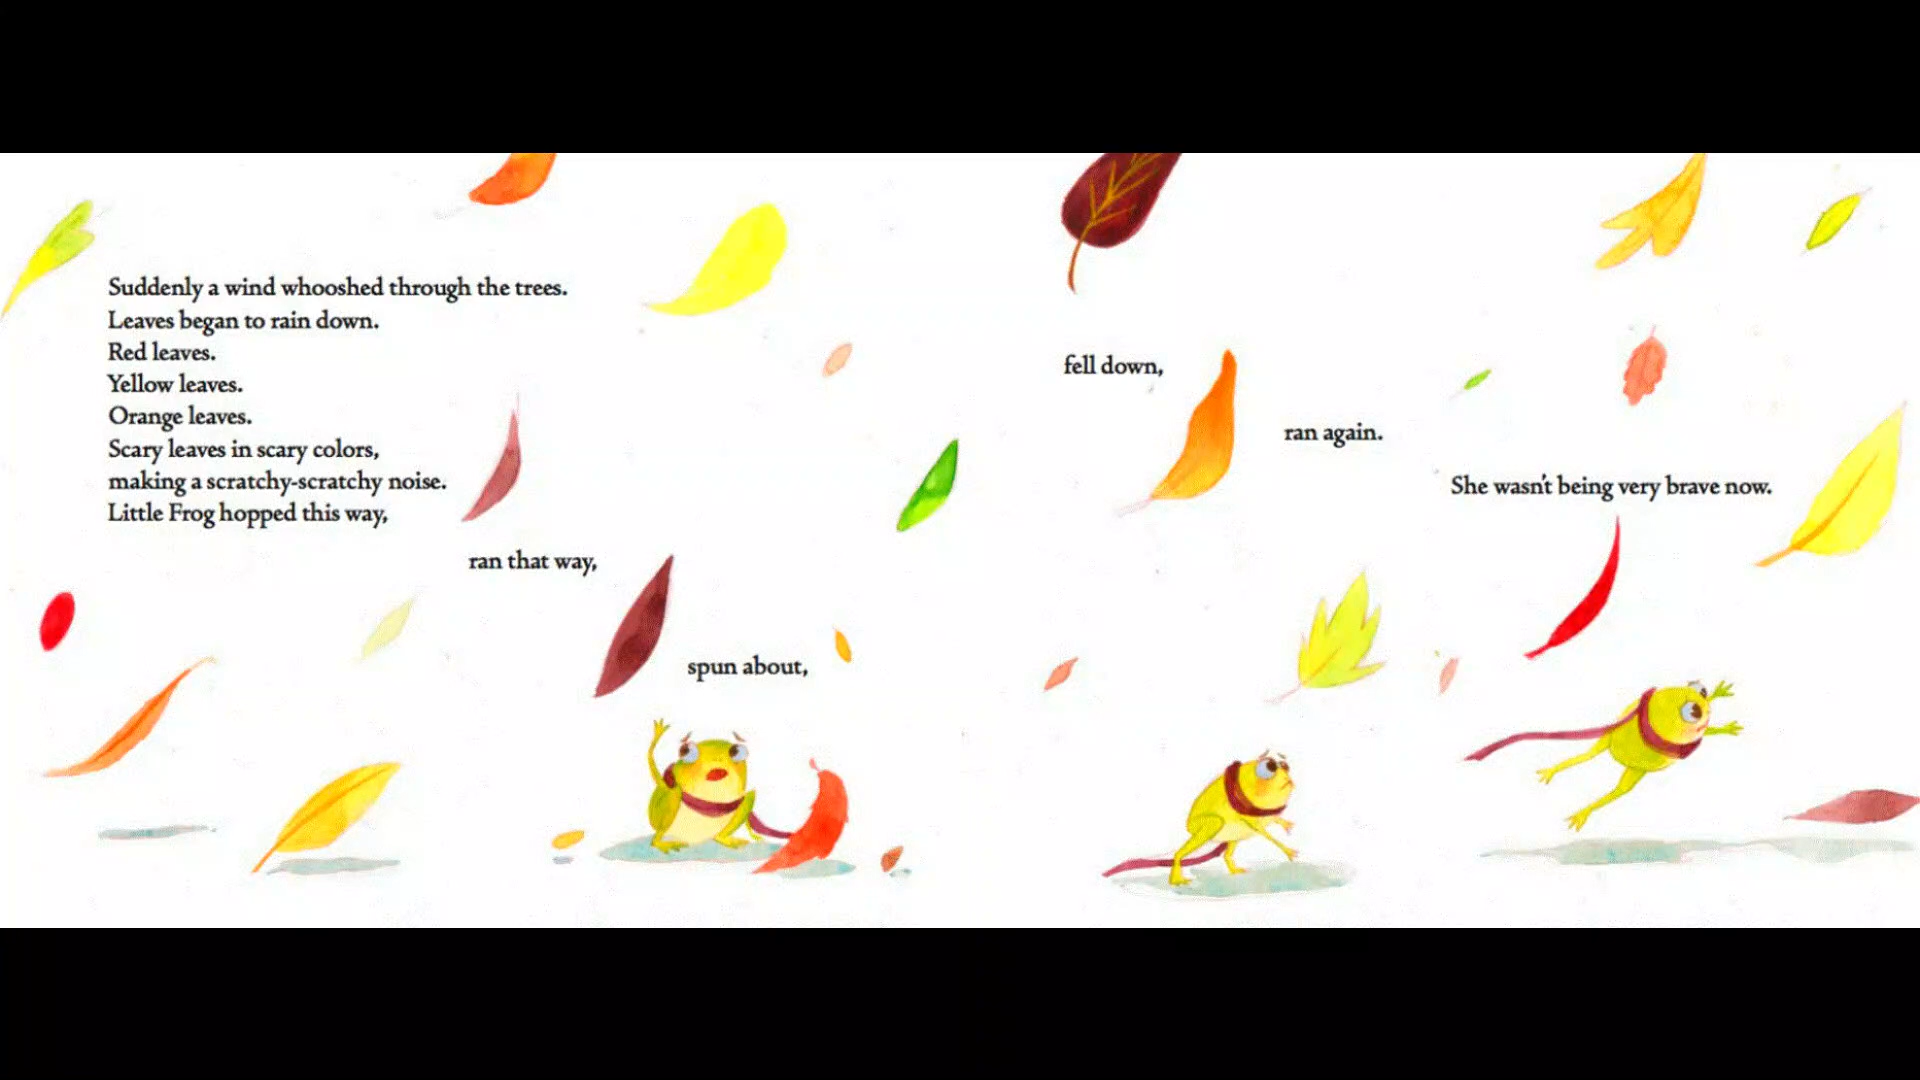 Suddenly a wind whooshed through the trees.
Leaves began to rain down.
Red leaves.
Yellow leaves.
Orange leaves.
Scary leaves in scary colors,
making a scratchy-scratchy noise.
Little Frog hopped this way,
ran that way,
spun about,
fell down,
ran again.
She wasn't being very brave now.